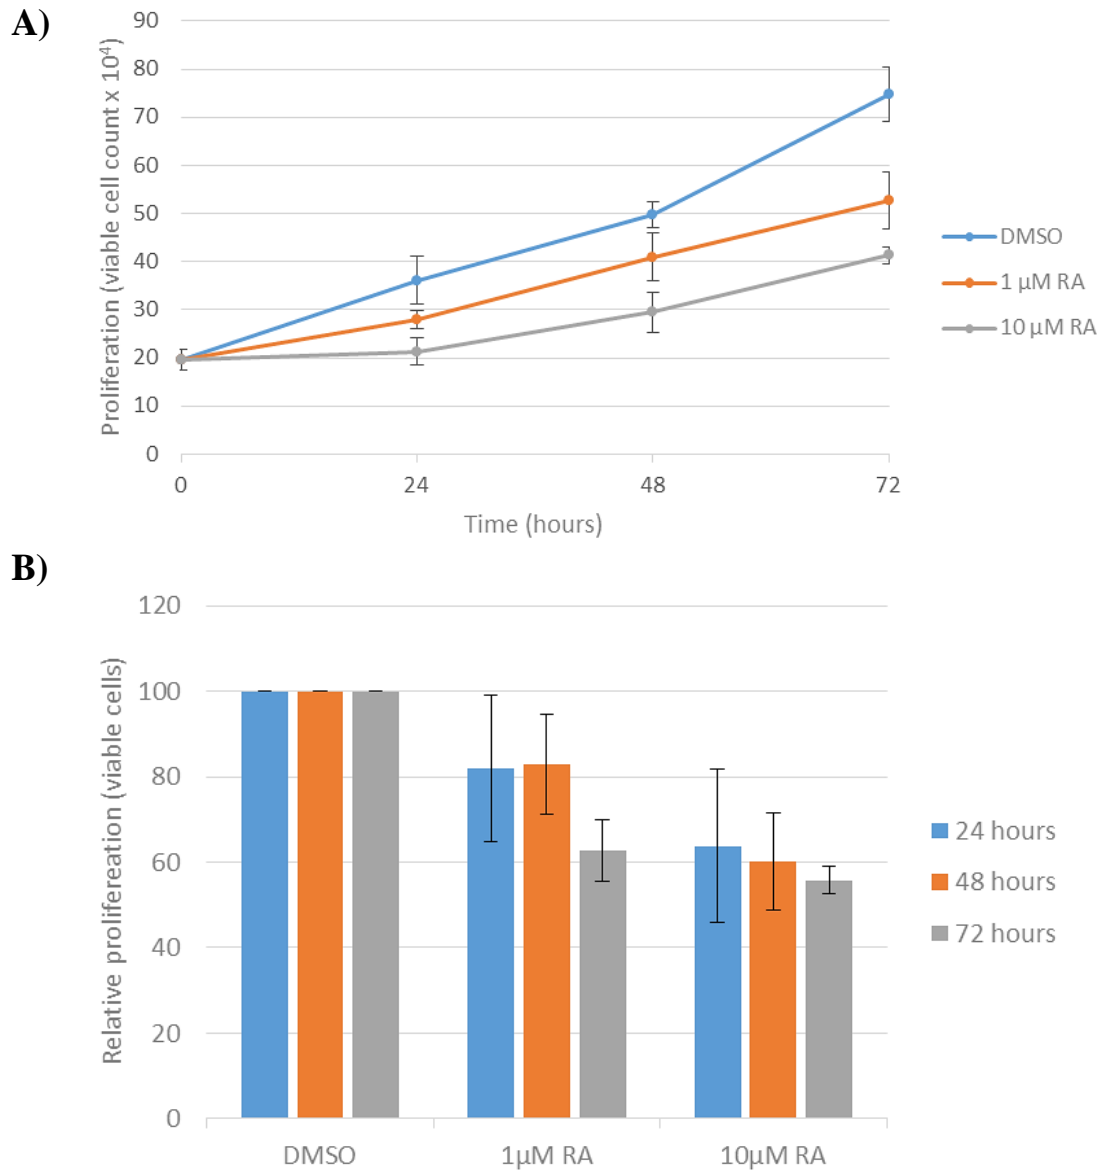 A)
Proliferation (viable cell count x 10⁴)
90
80
70
60
50
40
30
20
10
0
0 24 48 72
Time (hours)
DMSO
1 µM RA
10 µM RA
B)
Relative prolifereation (viable cells)
120
100
80
60
40
20
0
DMSO 1µM RA 10µM RA
24 hours
48 hours
72 hours